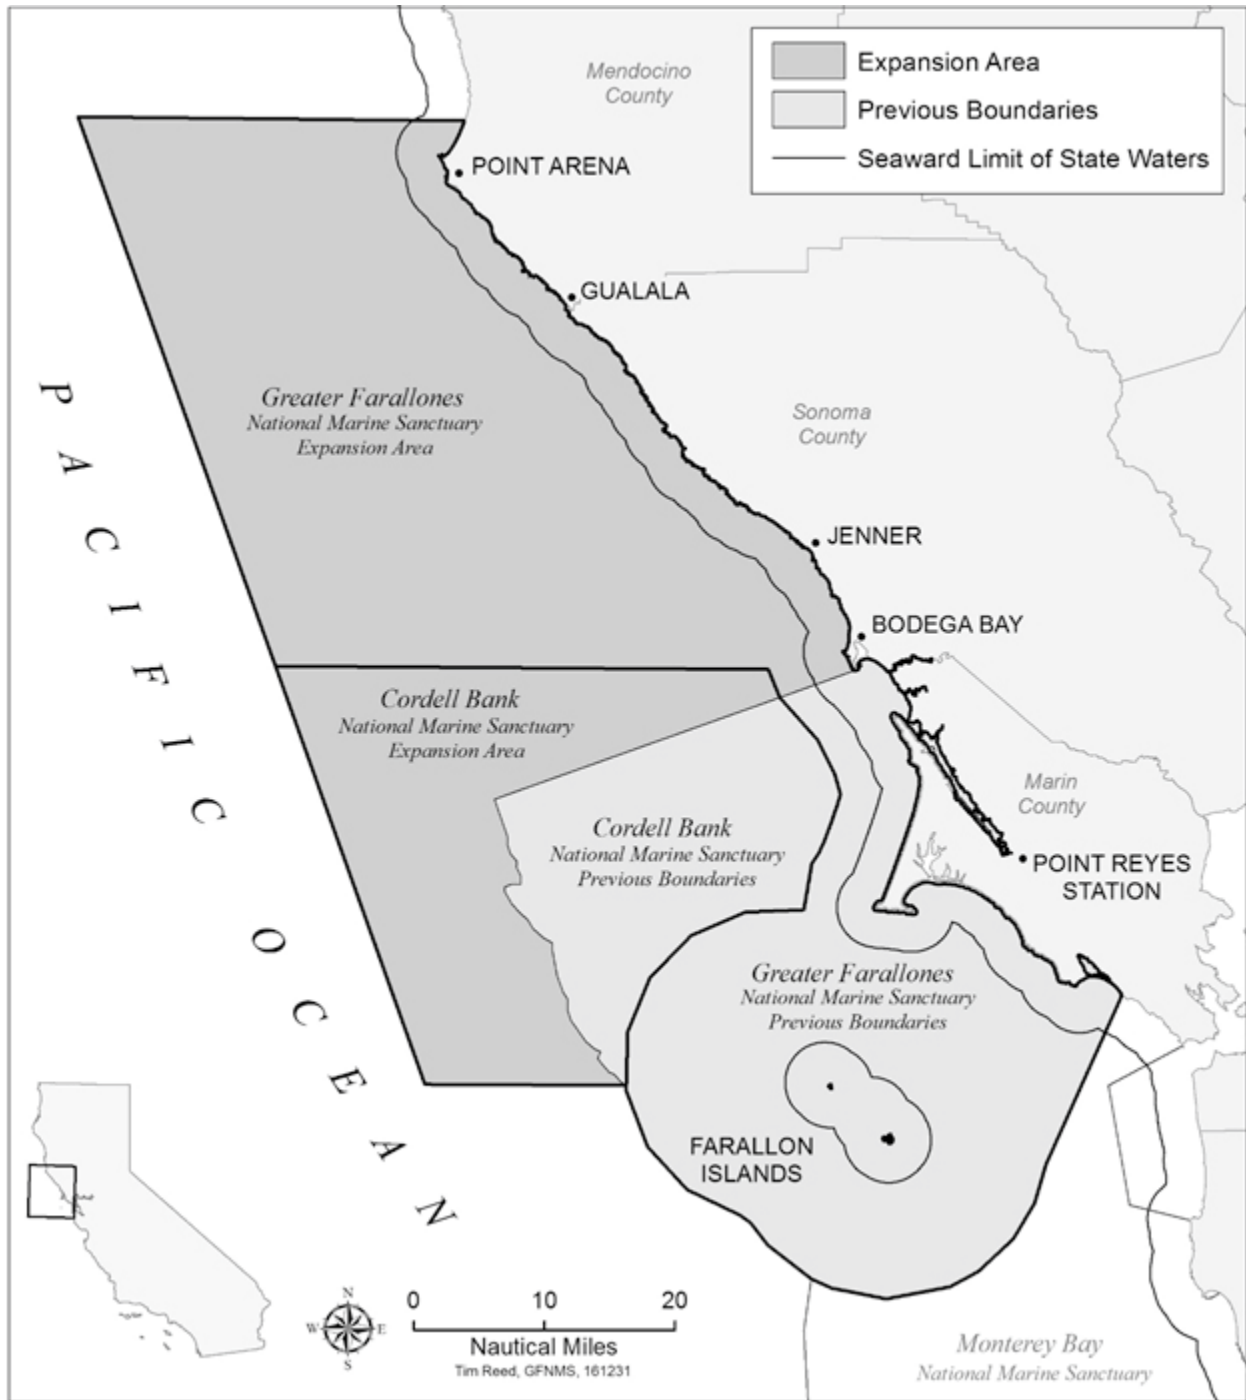 Mendocino
County
Expansion Area
Previous Boundaries
Seaward Limit of State Waters
POINT ARENA
GUALALA
Greater Farallones
National Marine Sanctuary
Expansion Area
Sonoma
County
PACIFIC OCEAN
JENNER
BODEGA BAY
Cordell Bank
National Marine Sanctuary
Expansion Area
Marin
County
Cordell Bank
National Marine Sanctuary
Previous Boundaries
POINT REYES
STATION
Greater Farallones
National Marine Sanctuary
Previous Boundaries
FARALLON
ISLANDS
N
W E
S
0 10 20
Nautical Miles
Tim Reed, GFNMS, 161231
Monterey Bay
National Marine Sanctuary